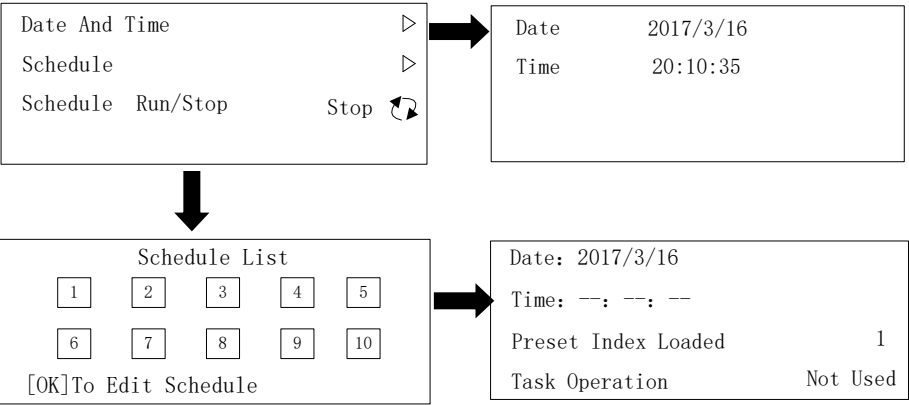 Date And Time
Schedule
Schedule Run/Stop Stop
Date 2017/3/16
Time 20:10:35
Schedule List
1 2 3 4 5
6 7 8 9 10
[OK]To Edit Schedule
Date: 2017/3/16
Time: --: --: --
Preset Index Loaded 1
Task Operation Not Used